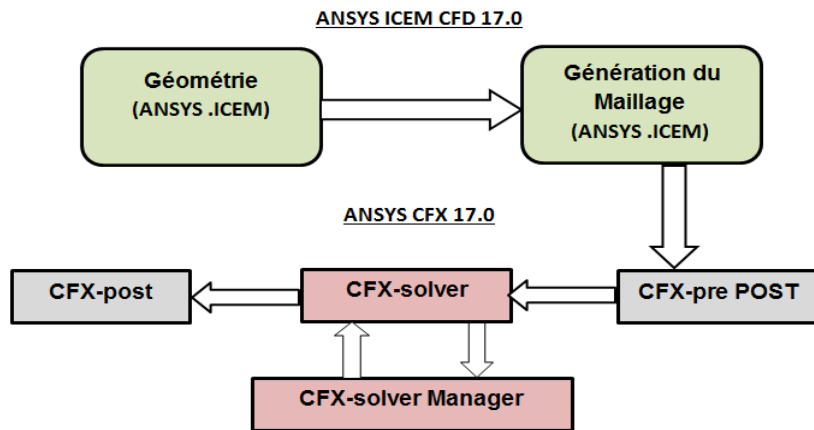 ANSYS ICEM CFD 17.0
Géométrie
(ANSYS .ICEM)
Génération du
Maillage
(ANSYS .ICEM)
ANSYS CFX 17.0
CFX-post
CFX-solver
CFX-pre POST
CFX-solver Manager